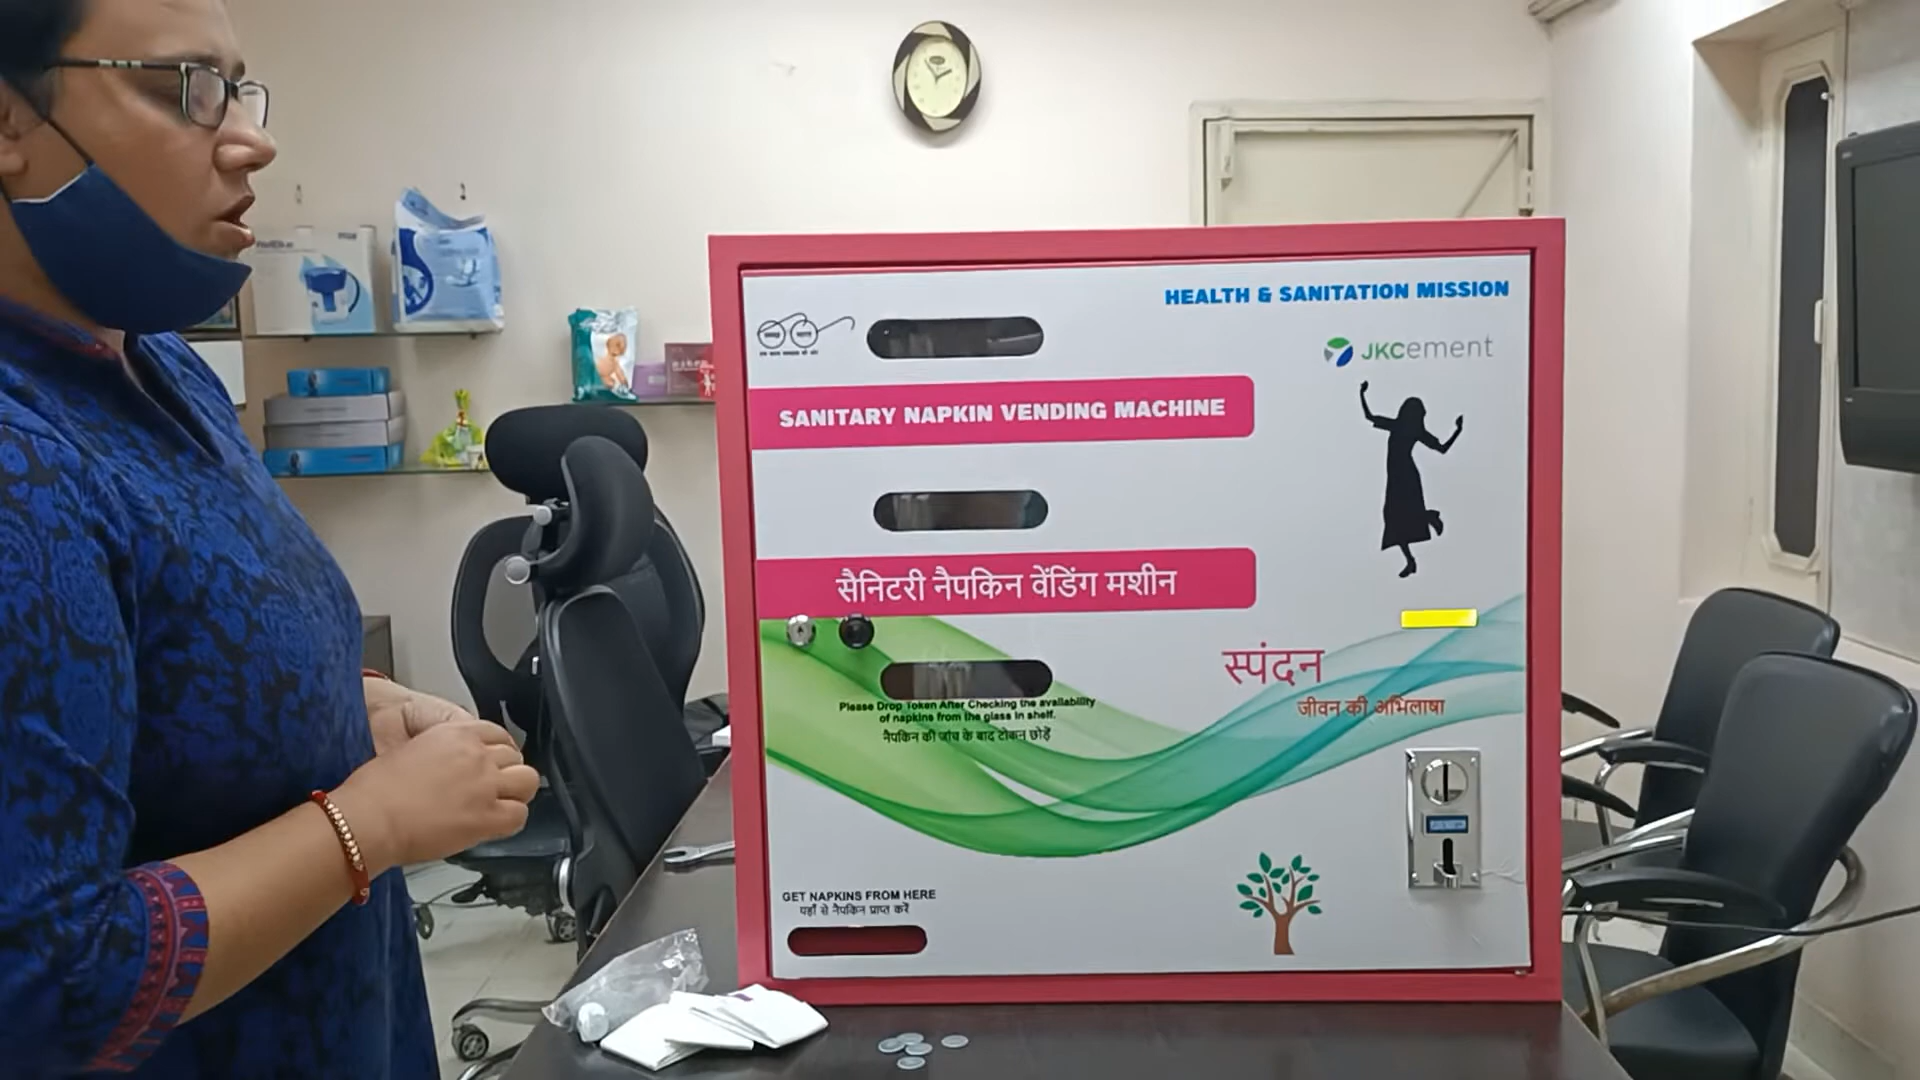 HEALTH & SANITATION MISSION
JKCement
SANITARY NAPKIN VENDING MACHINE
सैनिटरी नैपकिन वेंडिंग मशीन
स्पंदन
जीवन की अभिलाषा
Please Drop Token After Checking the availability
of napkins from the glass in shelf.
नैपकिन की जांच के बाद टोकन छोड़ें
GET NAPKINS FROM HERE
यहाँ से नैपकिन प्राप्त करें